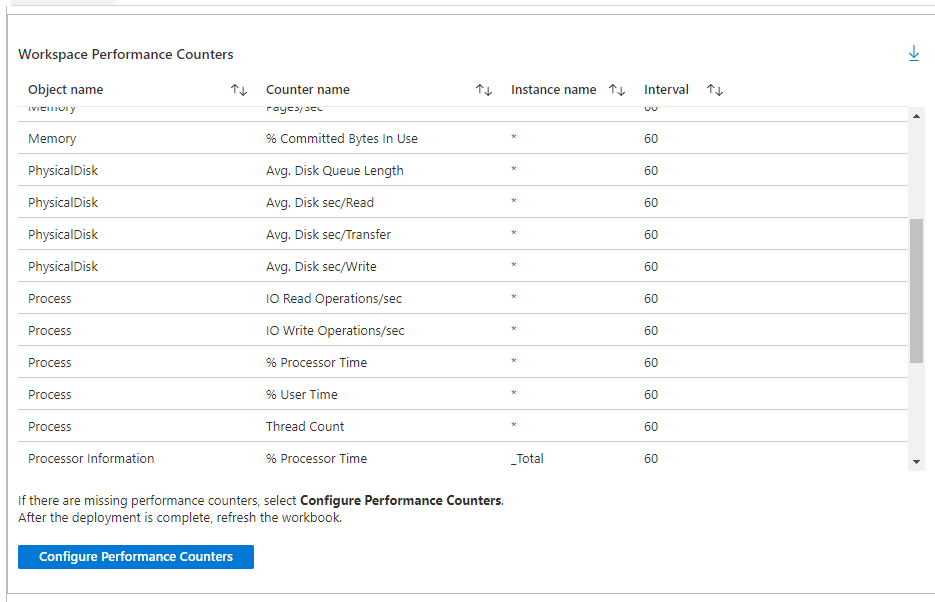 Workspace Performance Counters
Object name Counter name Instance name Interval
Memory Pages/sec 60
Memory % Committed Bytes In Use * 60
PhysicalDisk Avg. Disk Queue Length * 60
PhysicalDisk Avg. Disk sec/Read * 60
PhysicalDisk Avg. Disk sec/Transfer * 60
PhysicalDisk Avg. Disk sec/Write * 60
Process IO Read Operations/sec * 60
Process IO Write Operations/sec * 60
Process % Processor Time * 60
Process % User Time * 60
Process Thread Count * 60
Processor Information % Processor Time _Total 60
If there are missing performance counters, select Configure Performance Counters.
After the deployment is complete, refresh the workbook.
Configure Performance Counters